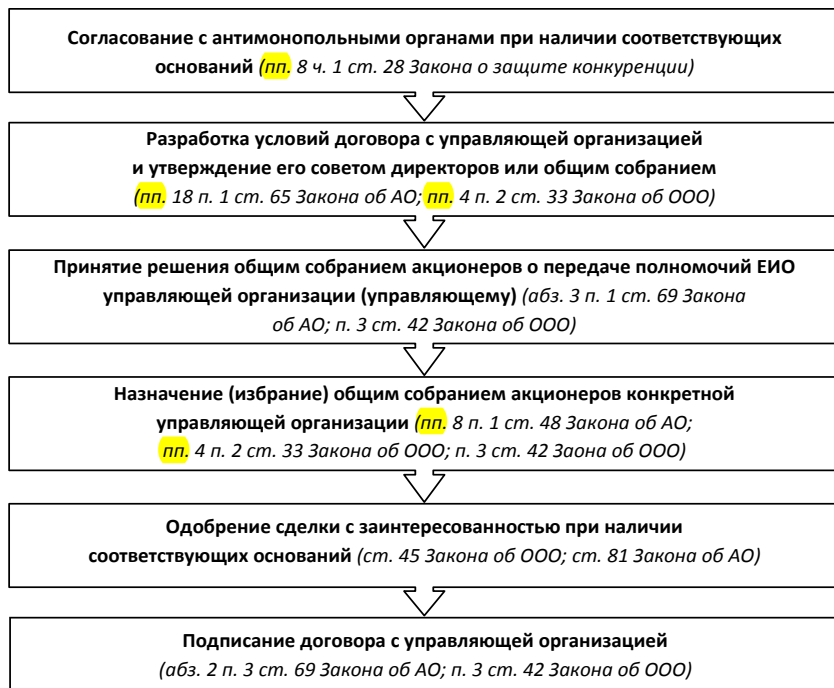 Согласование с антимонопольными органами при наличии соответствующих
оснований (пп. 8 ч. 1 ст. 28 Закона о защите конкуренции)
Разработка условий договора с управляющей организацией
и утверждение его советом директоров или общим собранием
(пп. 18 п. 1 ст. 65 Закона об АО; пп. 4 п. 2 ст. 33 Закона об ООО)
Принятие решения общим собранием акционеров о передаче полномочий ЕИО
управляющей организации (управляющему) (абз. 3 п. 1 ст. 69 Закона
об АО; п. 3 ст. 42 Закона об ООО)
Назначение (избрание) общим собранием акционеров конкретной
управляющей организации (пп. 8 п. 1 ст. 48 Закона об АО;
пп. 4 п. 2 ст. 33 Закона об ООО; п. 3 ст. 42 Заона об ООО)
Одобрение сделки с заинтересованностью при наличии
соответствующих оснований (ст. 45 Закона об ООО; ст. 81 Закона об АО)
Подписание договора с управляющей организацией
(абз. 2 п. 3 ст. 69 Закона об АО; п. 3 ст. 42 Закона об ООО)